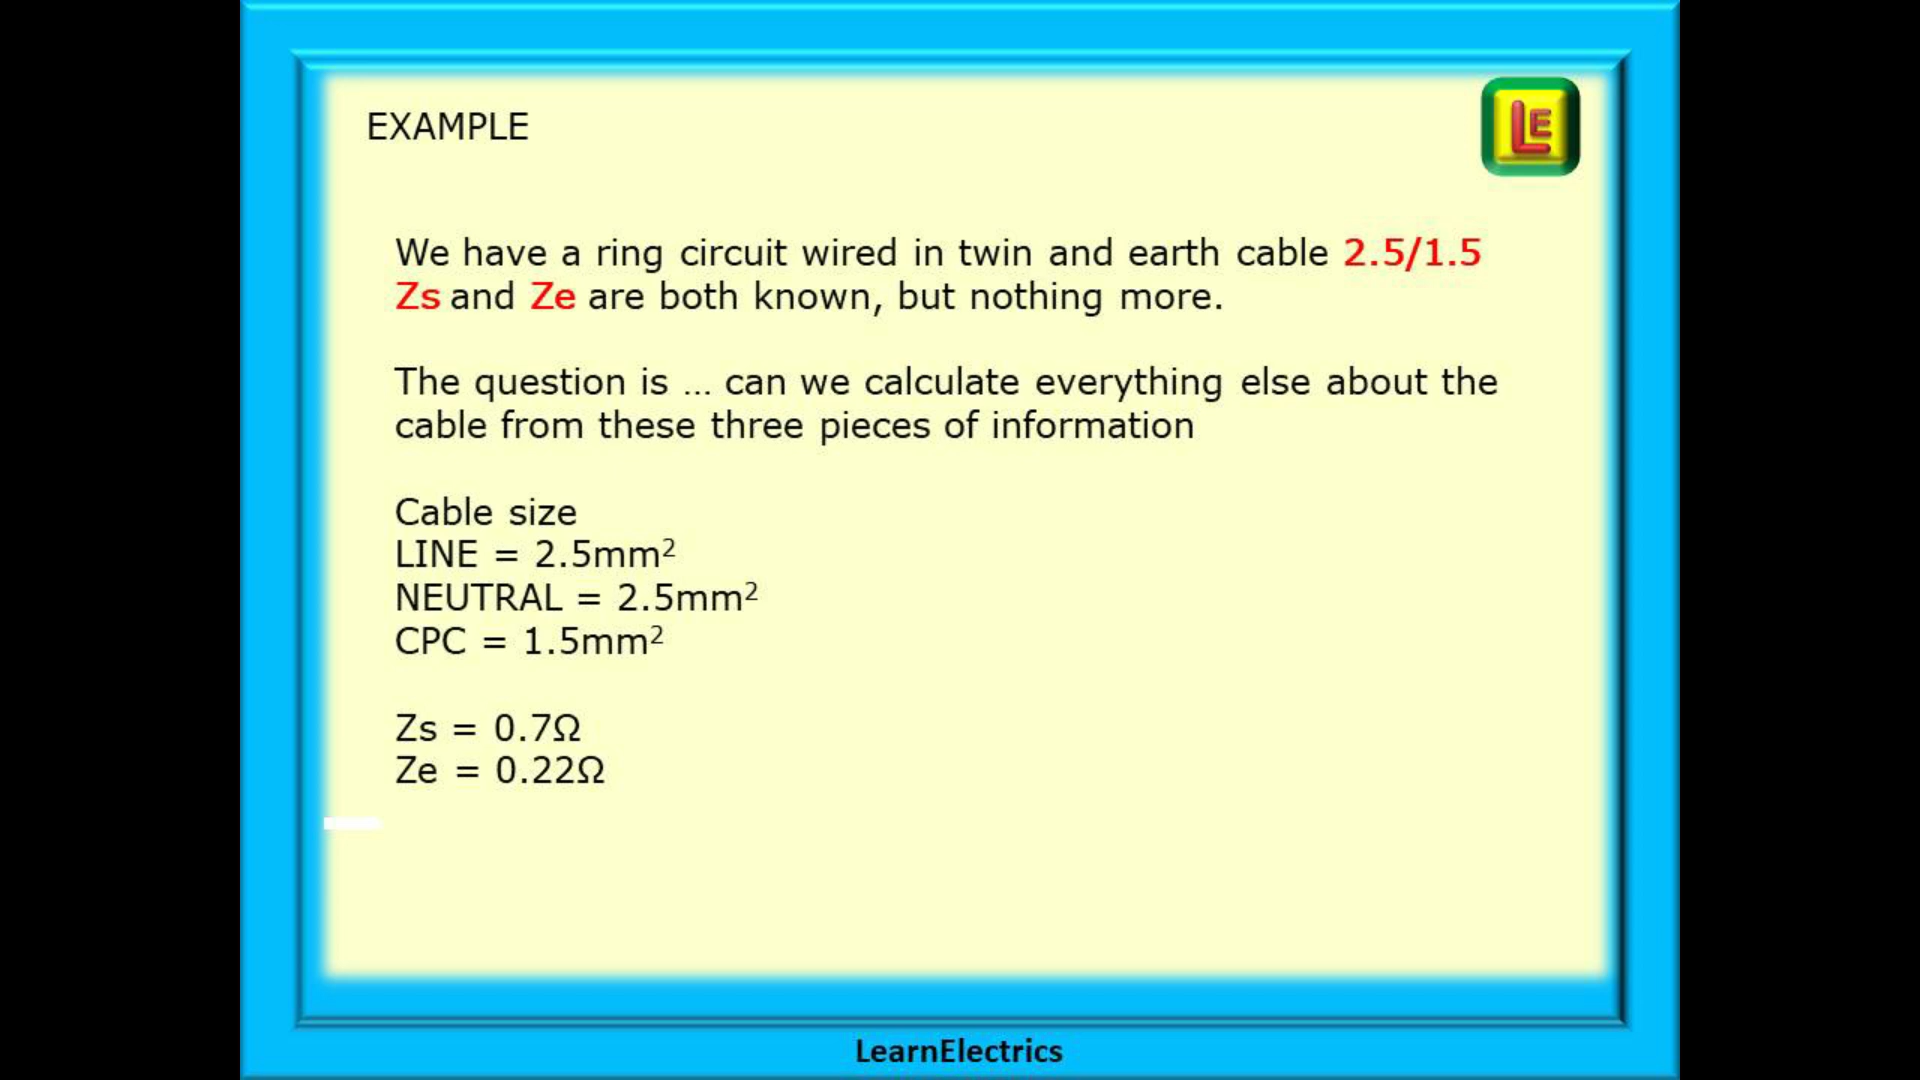 EXAMPLE
LE
We have a ring circuit wired in twin and earth cable 2.5/1.5
Zs and Ze are both known, but nothing more.
The question is ... can we calculate everything else about the
cable from these three pieces of information
Cable size
LINE = 2.5mm²
NEUTRAL = 2.5mm²
CPC = 1.5mm²
Zs = 0.7Ω
Ze = 0.22Ω
LearnElectrics